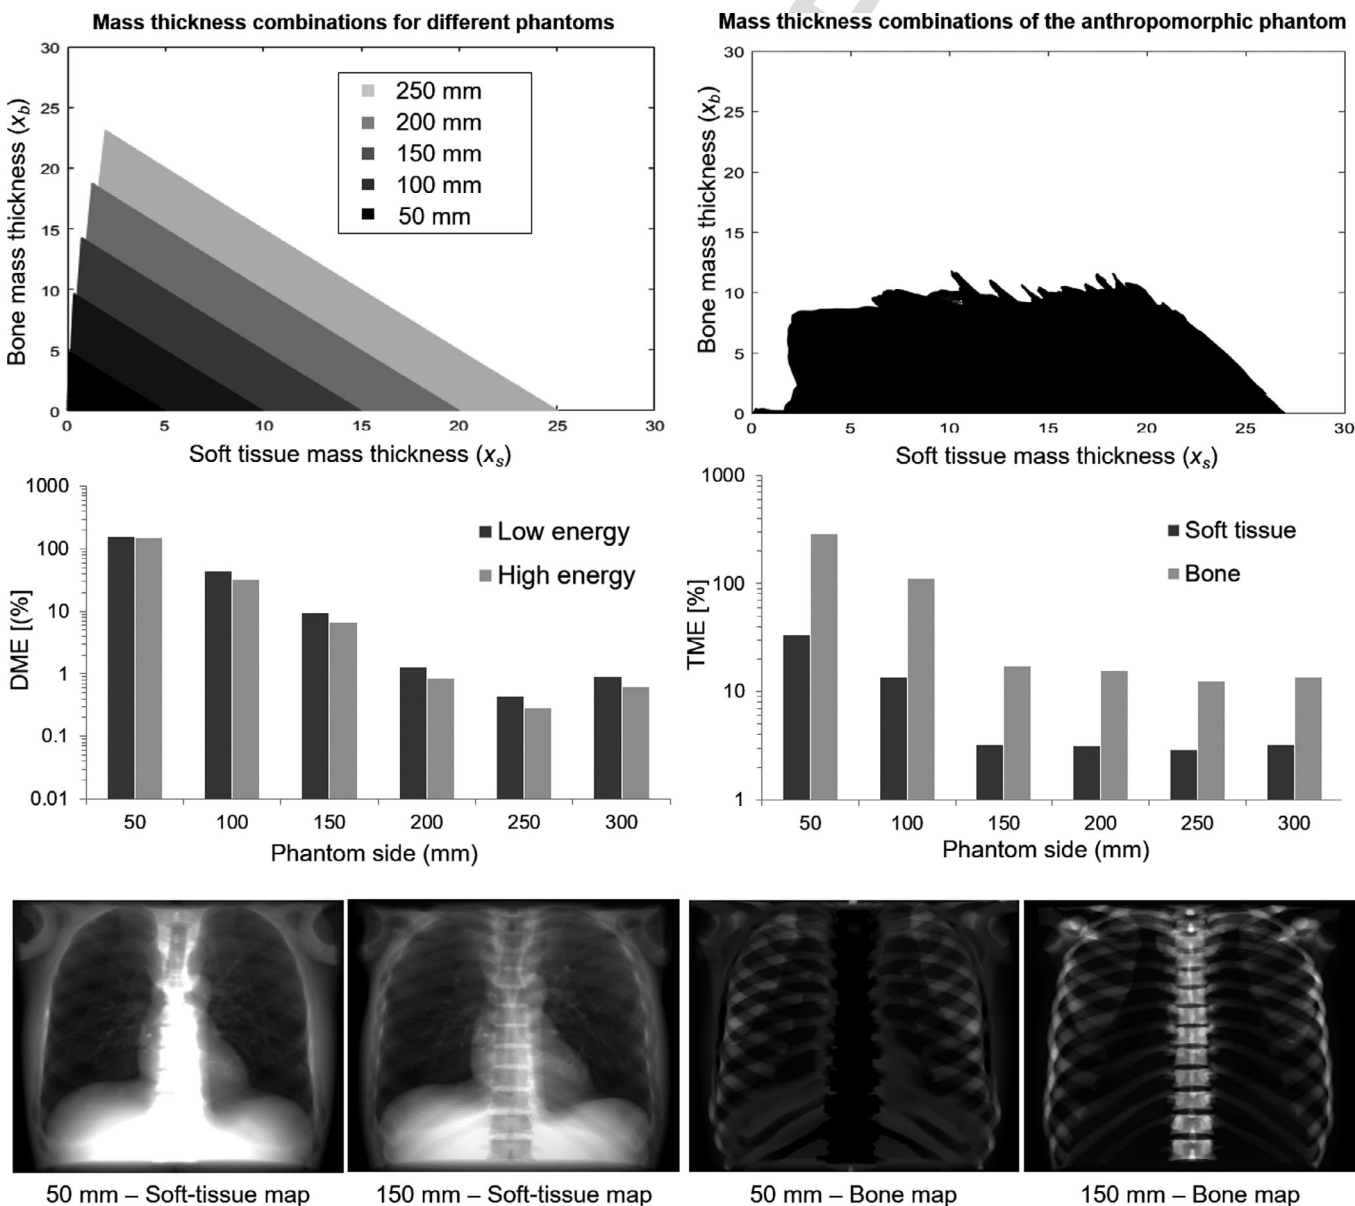 Mass thickness combinations for different phantoms
30
25
20
15
10
5
0
0 5 10 15 20 25 30
Bone mass thickness (x_b)
Soft tissue mass thickness (x_s)
250 mm
200 mm
150 mm
100 mm
50 mm
Mass thickness combinations of the anthropomorphic phantom
30
25
20
15
10
5
0
0 5 10 15 20 25 30
Bone mass thickness (x_b)
Soft tissue mass thickness (x_s)
1000
100
10
1
0.1
0.01
DME [(%]
Low energy
High energy
50 100 150 200 250 300
Phantom side (mm)
1000
100
10
1
TME [%]
Soft tissue
Bone
50 100 150 200 250 300
Phantom side (mm)
50 mm – Soft-tissue map
150 mm – Soft-tissue map
50 mm – Bone map
150 mm – Bone map